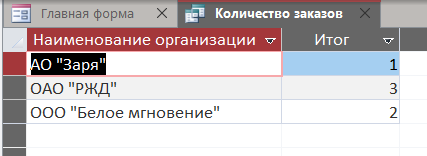 Главная форма Количество заказов
Наименование организации Итог
АО "Заря" 1
ОАО "РЖД" 3
ООО "Белое мгновение" 2